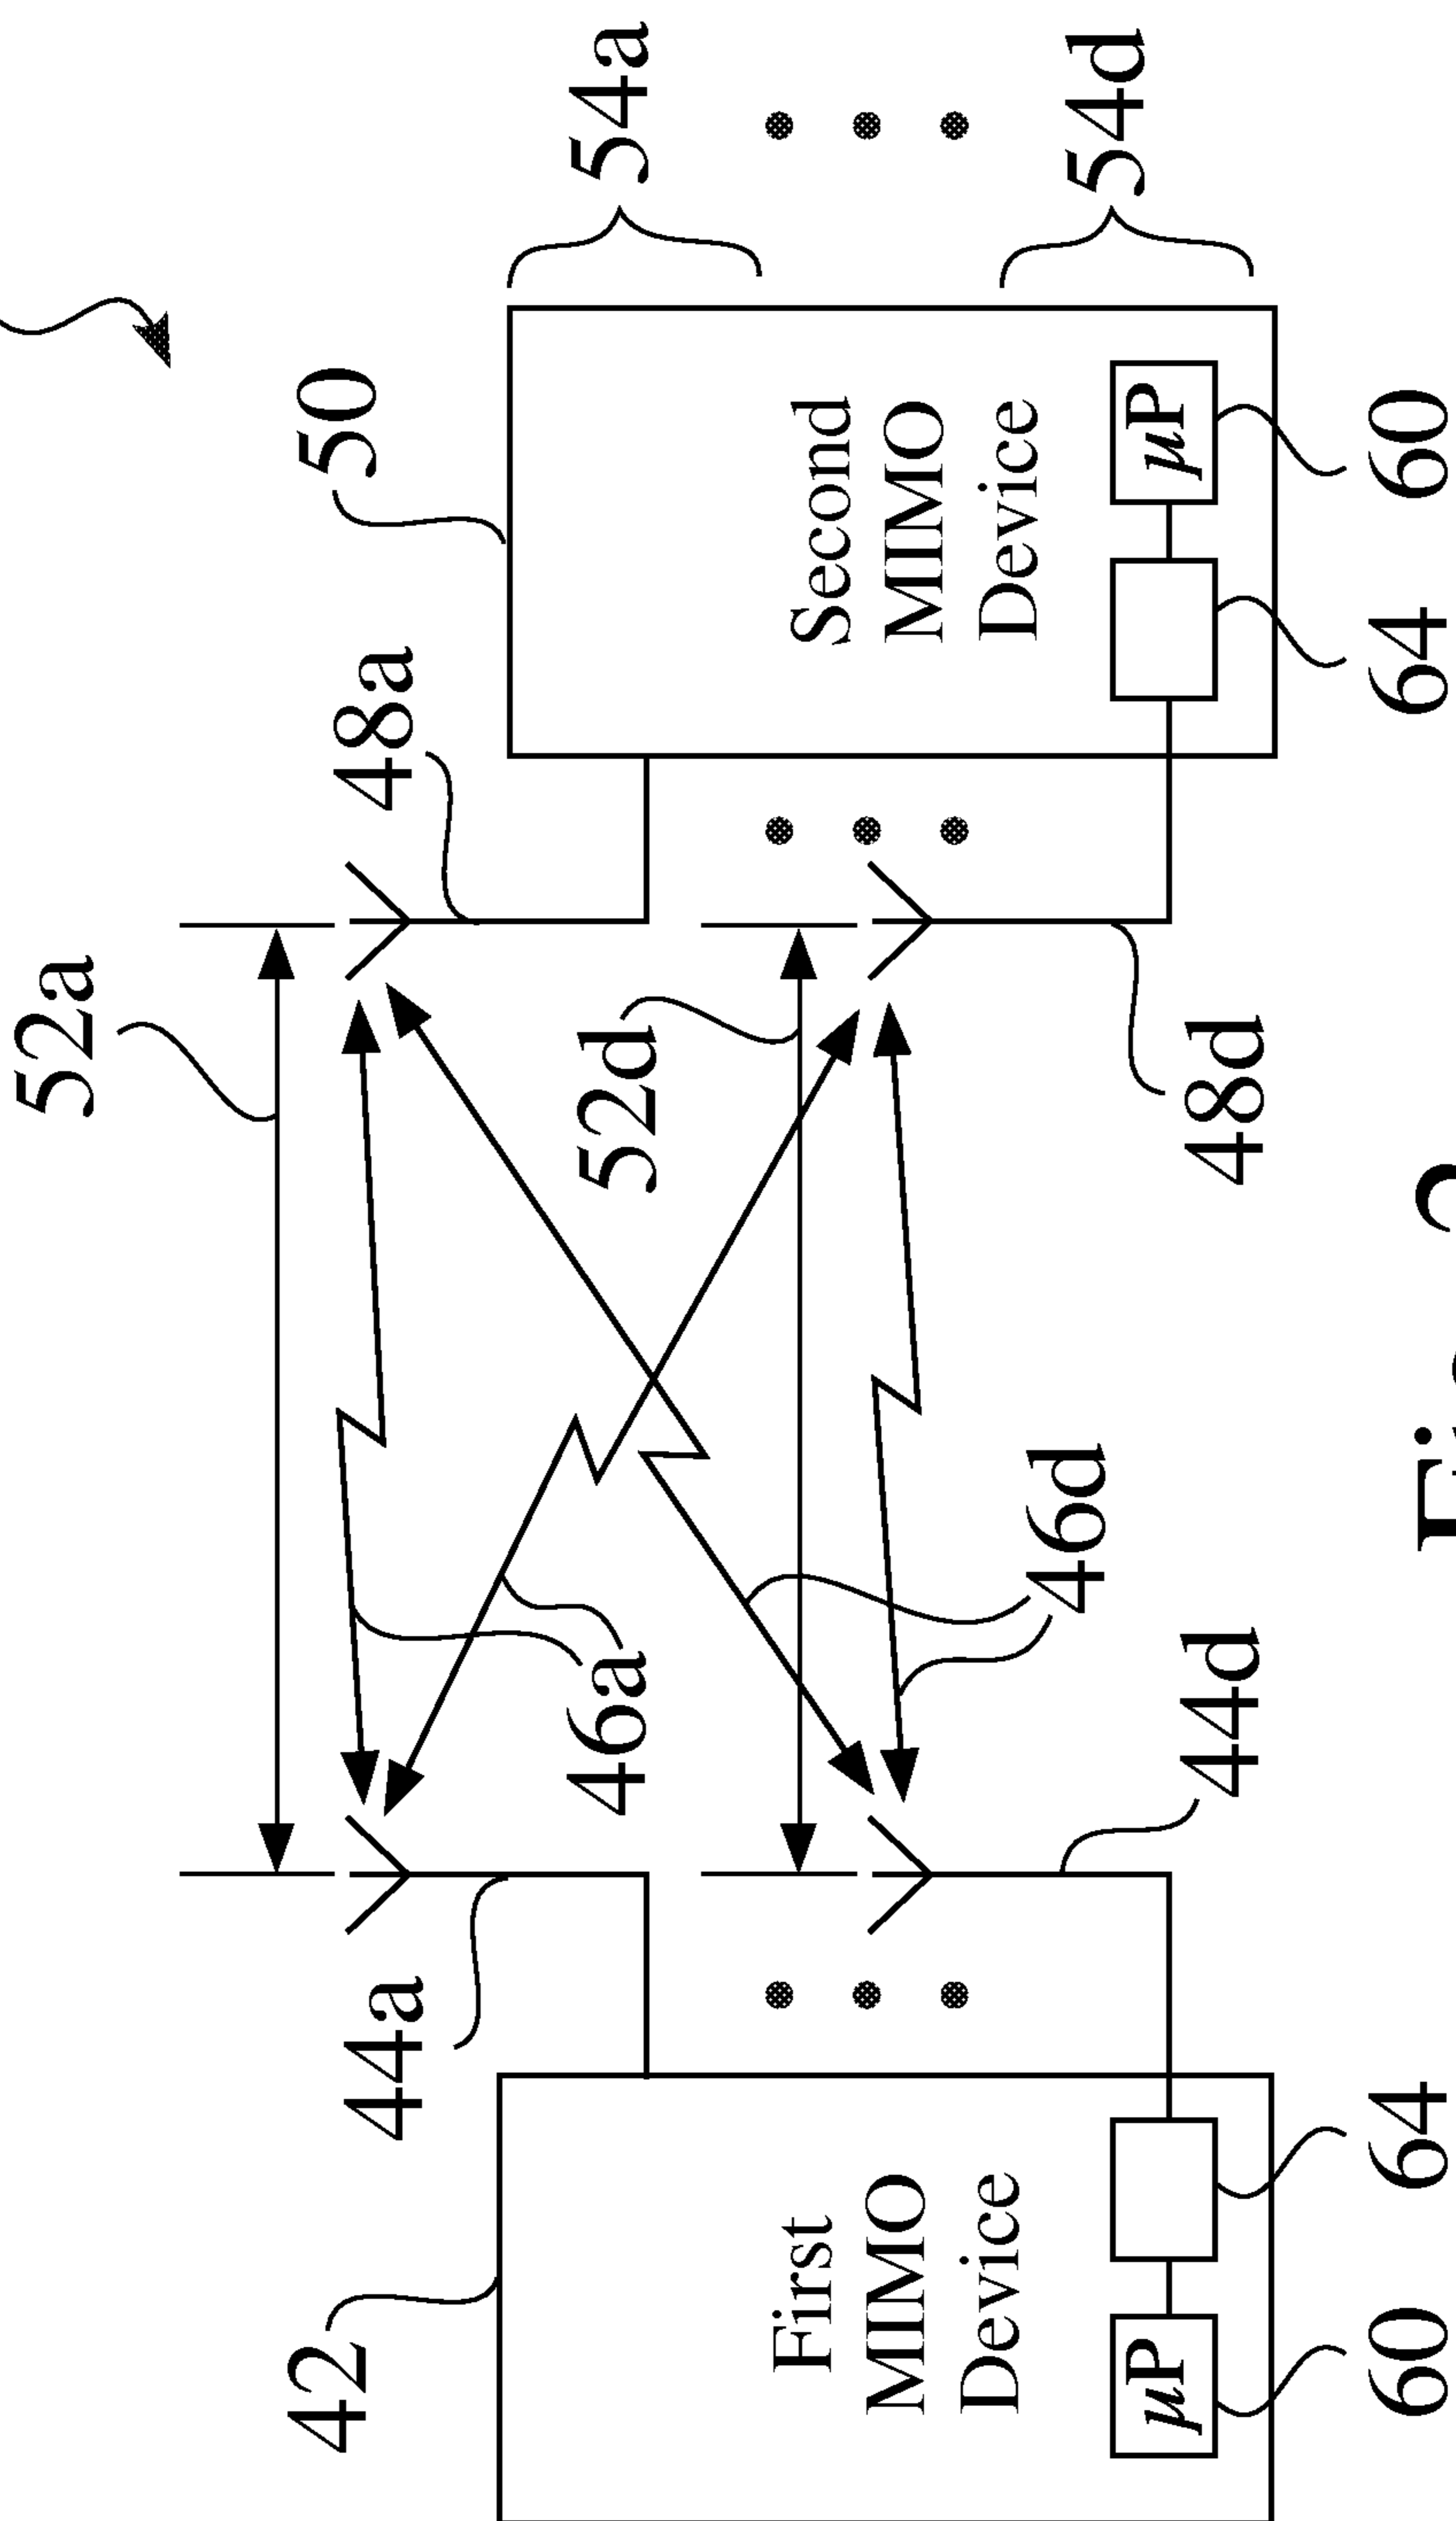 52a
50
42
44a
48a
54a
46a
52d
First
MIMO
Device
Second
MIMO
Device
46d
54d
μP
μP
44d
48d
60
64
64
60